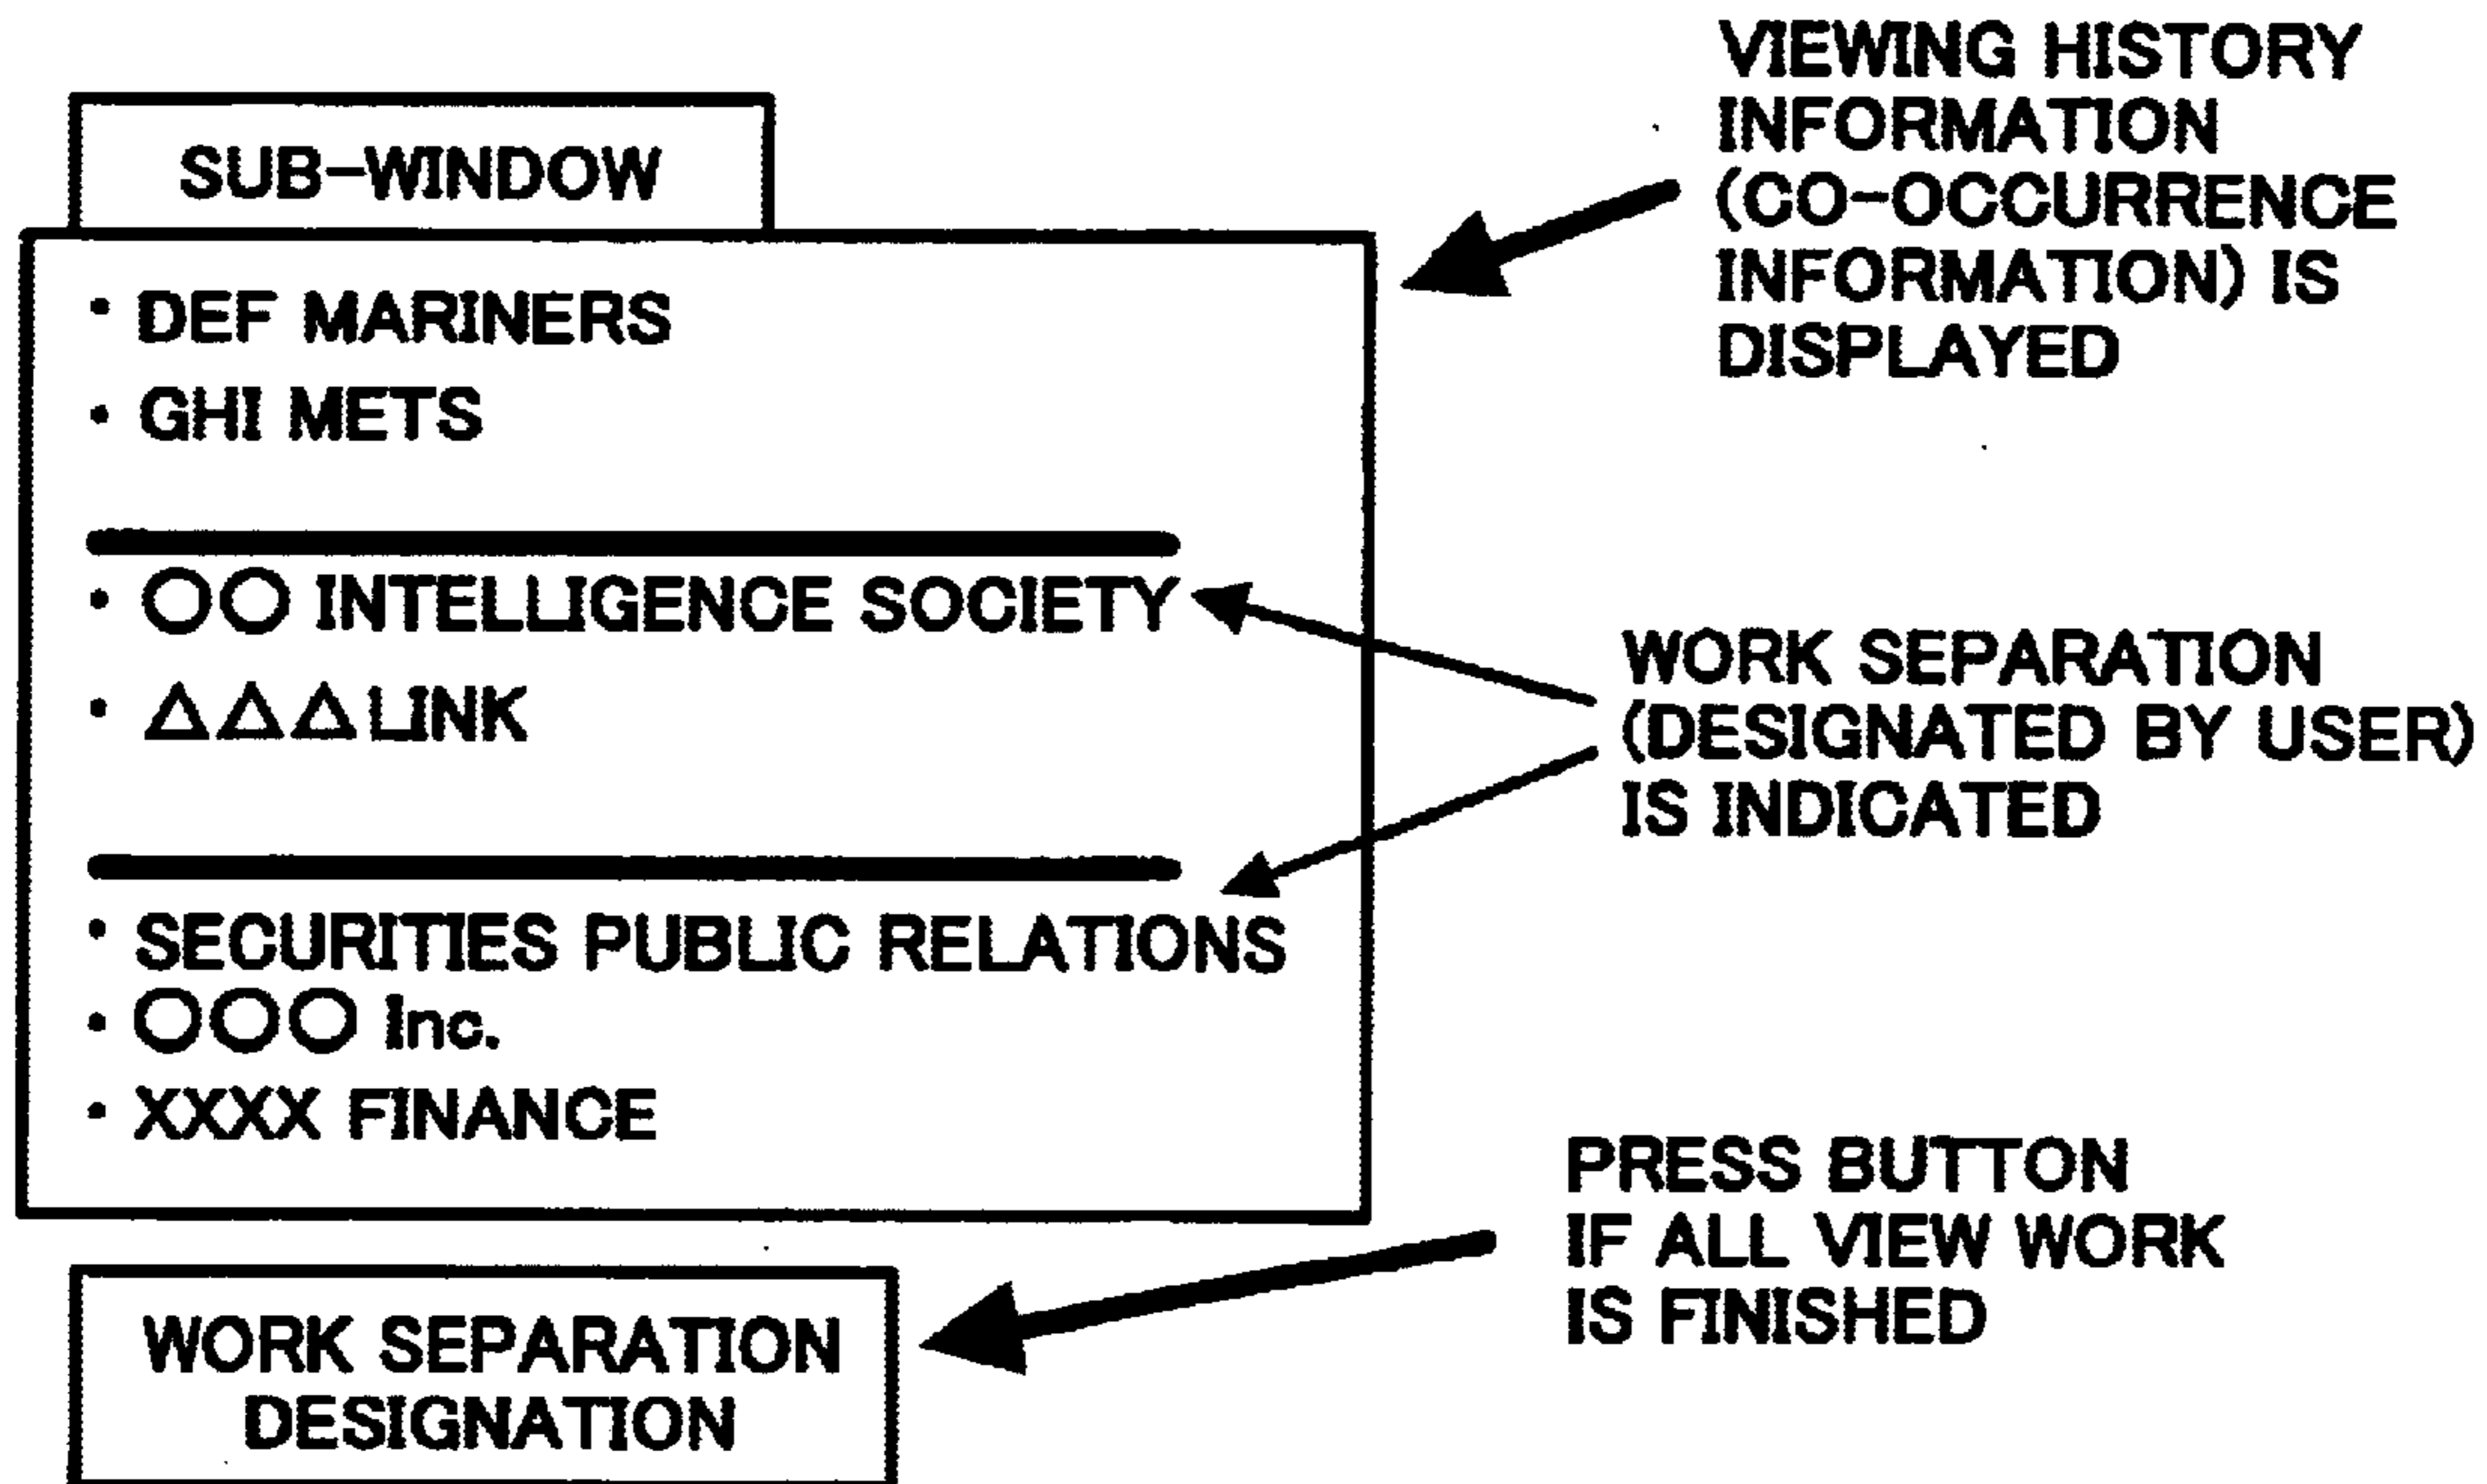 SUB-WINDOW
• DEF MARINERS
• GHI METS
• ○○ INTELLIGENCE SOCIETY
• △△△ LINK
• SECURITIES PUBLIC RELATIONS
• ○○○ Inc.
• XXXX FINANCE
WORK SEPARATION
DESIGNATION
VIEWING HISTORY
INFORMATION
(CO-OCCURRENCE
INFORMATION) IS
DISPLAYED
WORK SEPARATION
(DESIGNATED BY USER)
IS INDICATED
PRESS BUTTON
IF ALL VIEW WORK
IS FINISHED